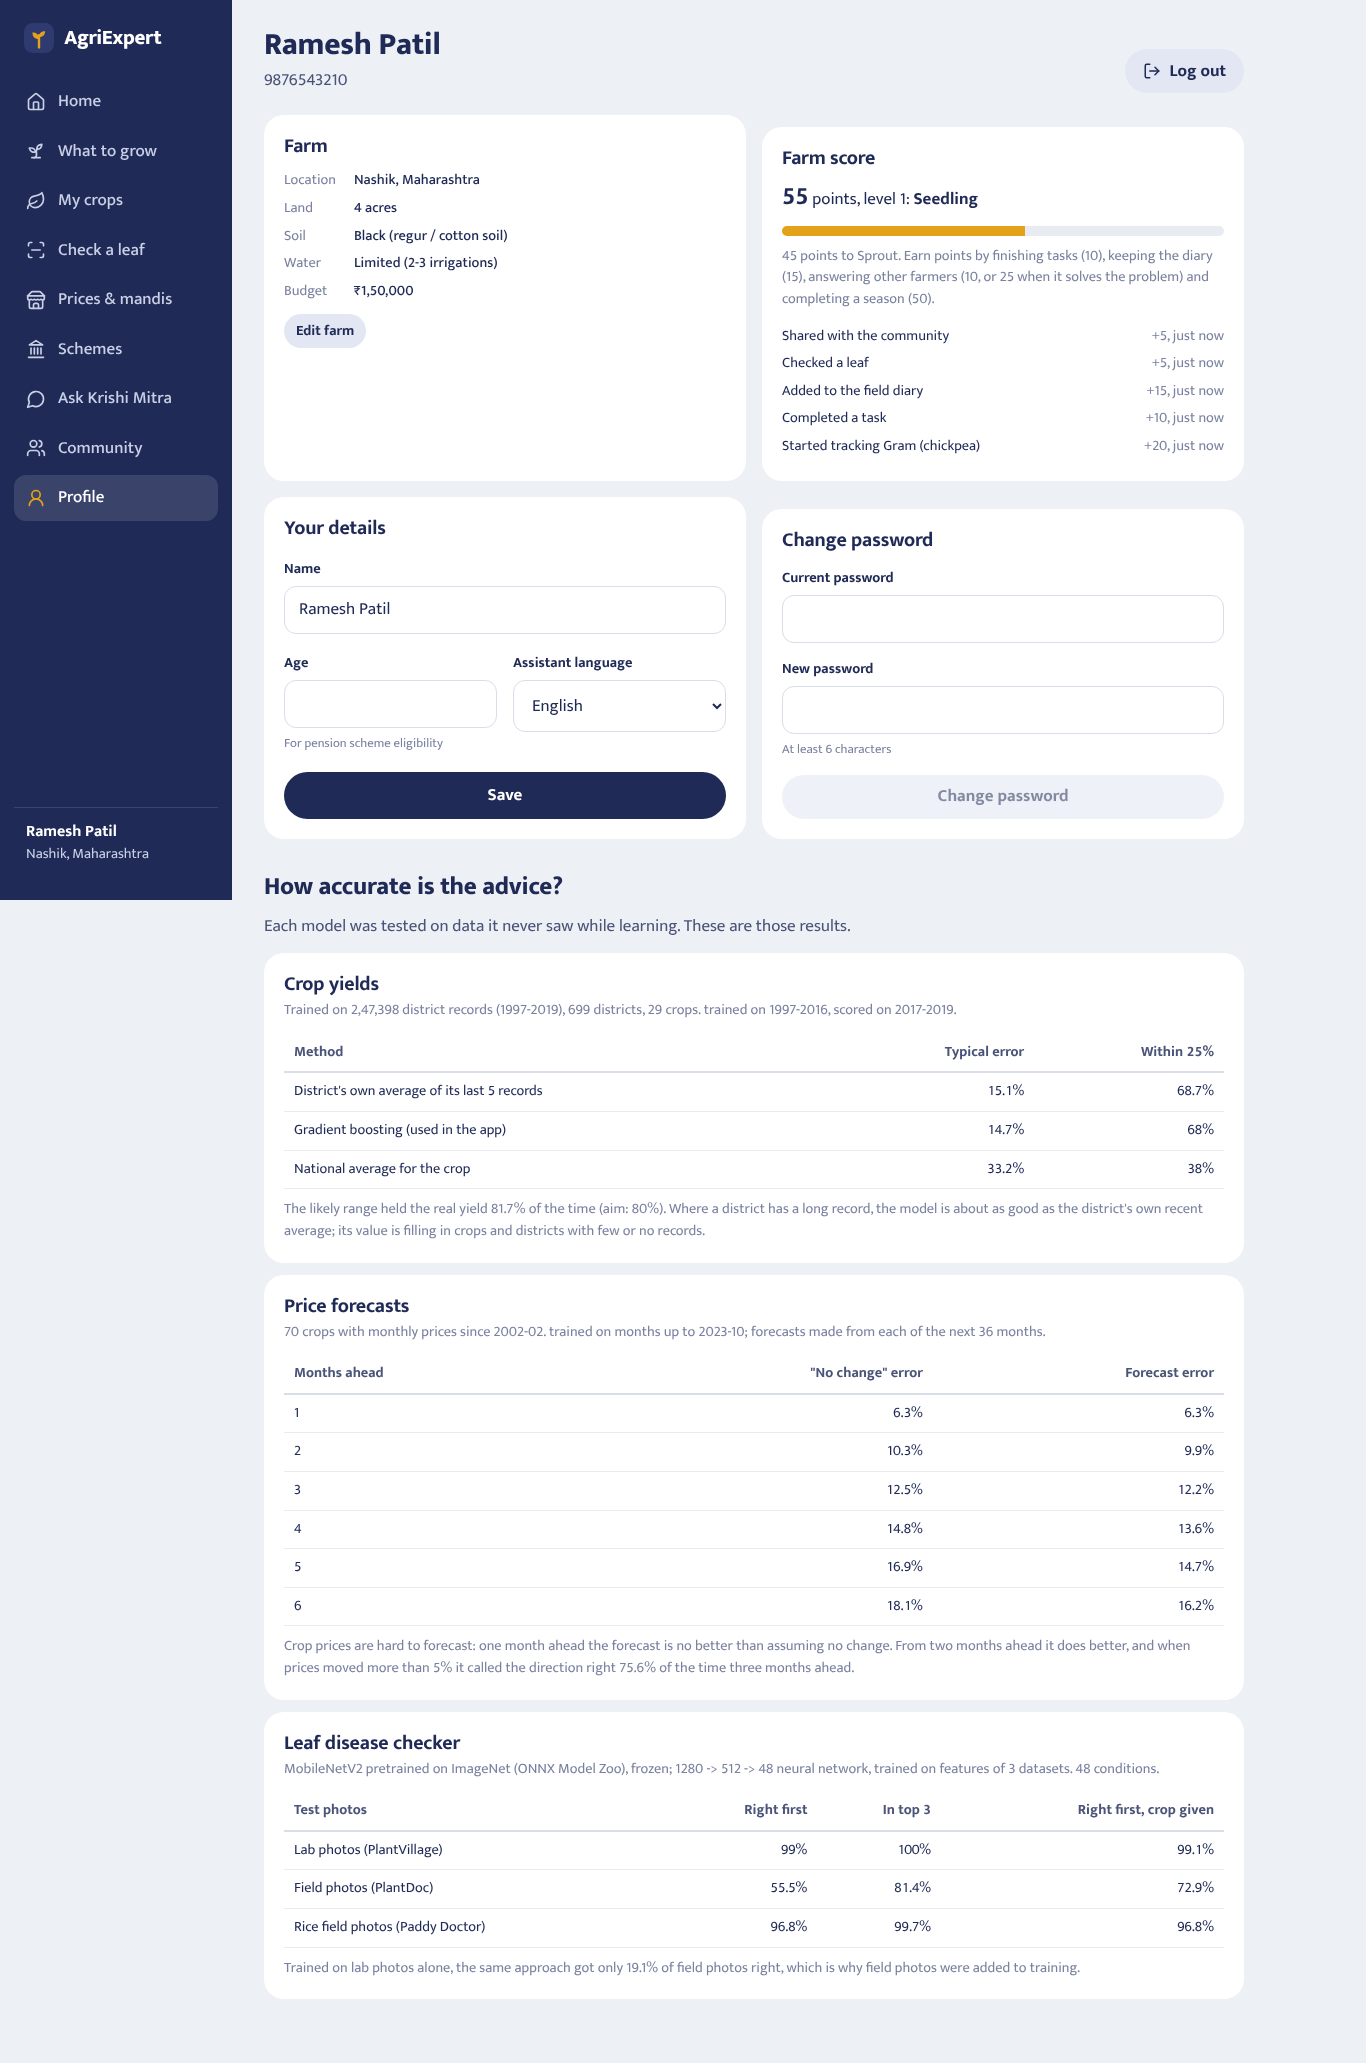 AgriExpert
Home
What to grow
My crops
Check a leaf
Prices & mandis
Schemes
Ask Krishi Mitra
Community
Profile
Ramesh Patil
Nashik, Maharashtra
Ramesh Patil
9876543210
Log out
Farm
Location Nashik, Maharashtra
Land 4 acres
Soil Black (regur / cotton soil)
Water Limited (2-3 irrigations)
Budget ₹1,50,000
Edit farm
Farm score
55 points, level 1: Seedling
45 points to Sprout. Earn points by finishing tasks (10), keeping the diary
(15), answering other farmers (10, or 25 when it solves the problem) and
completing a season (50).
Shared with the community +5, just now
Checked a leaf +5, just now
Added to the field diary +15, just now
Completed a task +10, just now
Started tracking Gram (chickpea) +20, just now
Your details
Name
Ramesh Patil
Age Assistant language
English
For pension scheme eligibility
Save
Change password
Current password
New password
At least 6 characters
Change password
How accurate is the advice?
Each model was tested on data it never saw while learning. These are those results.
Crop yields
Trained on 2,47,398 district records (1997-2019), 699 districts, 29 crops. trained on 1997-2016, scored on 2017-2019.
Method Typical error Within 25%
District's own average of its last 5 records 15.1% 68.7%
Gradient boosting (used in the app) 14.7% 68%
National average for the crop 33.2% 38%
The likely range held the real yield 81.7% of the time (aim: 80%). Where a district has a long record, the model is about as good as the district's own recent
average; its value is filling in crops and districts with few or no records.
Price forecasts
70 crops with monthly prices since 2002-02. trained on months up to 2023-10; forecasts made from each of the next 36 months.
Months ahead "No change" error Forecast error
1 6.3% 6.3%
2 10.3% 9.9%
3 12.5% 12.2%
4 14.8% 13.6%
5 16.9% 14.7%
6 18.1% 16.2%
Crop prices are hard to forecast: one month ahead the forecast is no better than assuming no change. From two months ahead it does better, and when
prices moved more than 5% it called the direction right 75.6% of the time three months ahead.
Leaf disease checker
MobileNetV2 pretrained on ImageNet (ONNX Model Zoo), frozen; 1280 -> 512 -> 48 neural network, trained on features of 3 datasets. 48 conditions.
Test photos Right first In top 3 Right first, crop given
Lab photos (PlantVillage) 99% 100% 99.1%
Field photos (PlantDoc) 55.5% 81.4% 72.9%
Rice field photos (Paddy Doctor) 96.8% 99.7% 96.8%
Trained on lab photos alone, the same approach got only 19.1% of field photos right, which is why field photos were added to training.